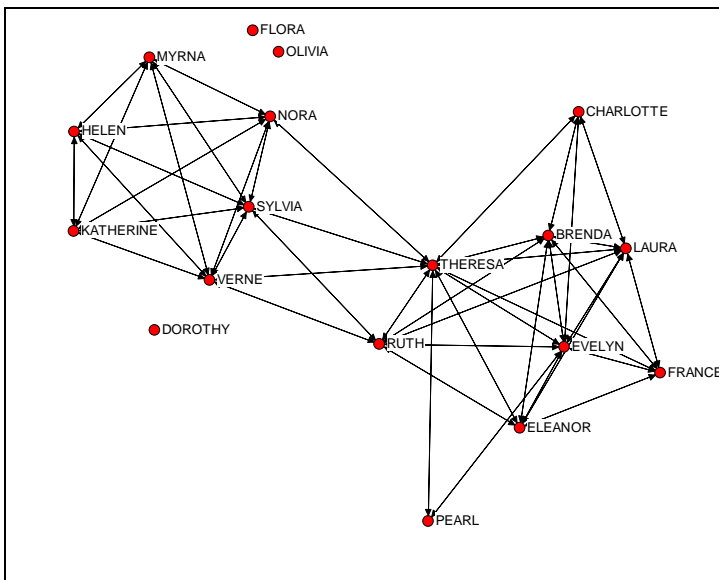 FLORA
OLIVIA
MYRNA
NORA
CHARLOTTE
HELEN
SYLVIA
KATHERINE
BRENDA
LAURA
THERESA
VERNE
DOROTHY
RUTH
EVELYN
FRANCE
ELEANOR
PEARL